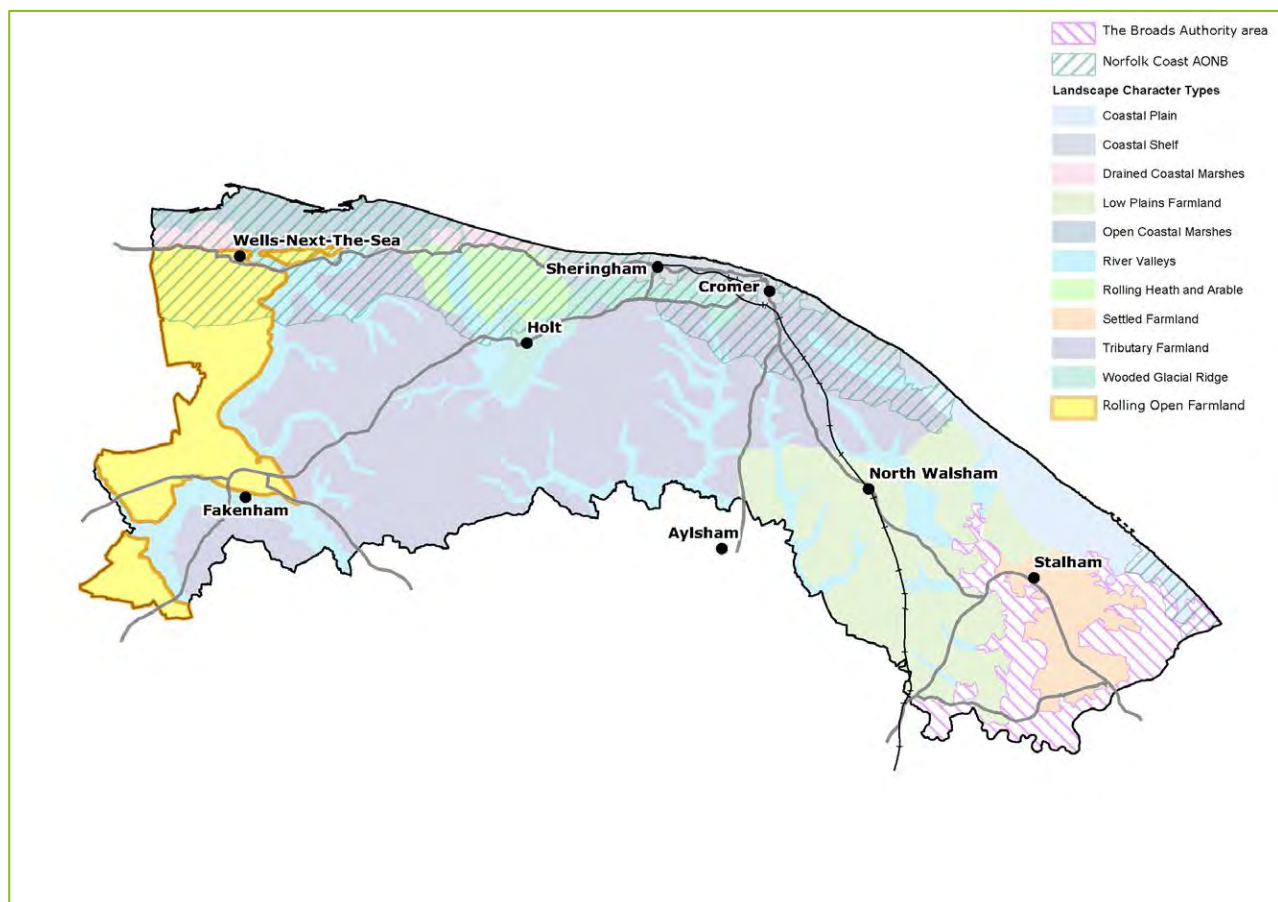 The Broads Authority area
Norfolk Coast AONB
Landscape Character Types
Coastal Plain
Coastal Shelf
Drained Coastal Marshes
Low Plains Farmland
Open Coastal Marshes
River Valleys
Rolling Heath and Arable
Settled Farmland
Tributary Farmland
Wooded Glacial Ridge
Rolling Open Farmland
Wells-Next-The-Sea
Sheringham
Cromer
Holt
North Walsham
Fakenham
Aylsham
Stalham